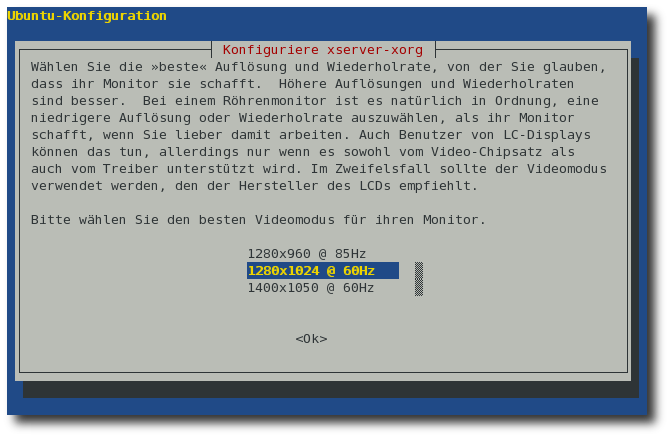 Ubuntu-Konfiguration
Konfiguriere xserver-xorg
Wählen Sie die »beste« Auflösung und Wiederholrate, von der Sie glauben,
dass ihr Monitor sie schafft.  Höhere Auflösungen und Wiederholraten
sind besser.  Bei einem Röhrenmonitor ist es natürlich in Ordnung, eine
niedrigere Auflösung oder Wiederholrate auszuwählen, als ihr Monitor
schafft, wenn Sie lieber damit arbeiten. Auch Benutzer von LC-Displays
können das tun, allerdings nur wenn es sowohl vom Video-Chipsatz als
auch vom Treiber unterstützt wird. Im Zweifelsfall sollte der Videomodus
verwendet werden, den der Hersteller des LCDs empfiehlt.
Bitte wählen Sie den besten Videomodus für ihren Monitor.
1280x960 @ 85Hz
1280x1024 @ 60Hz
1400x1050 @ 60Hz
<Ok>